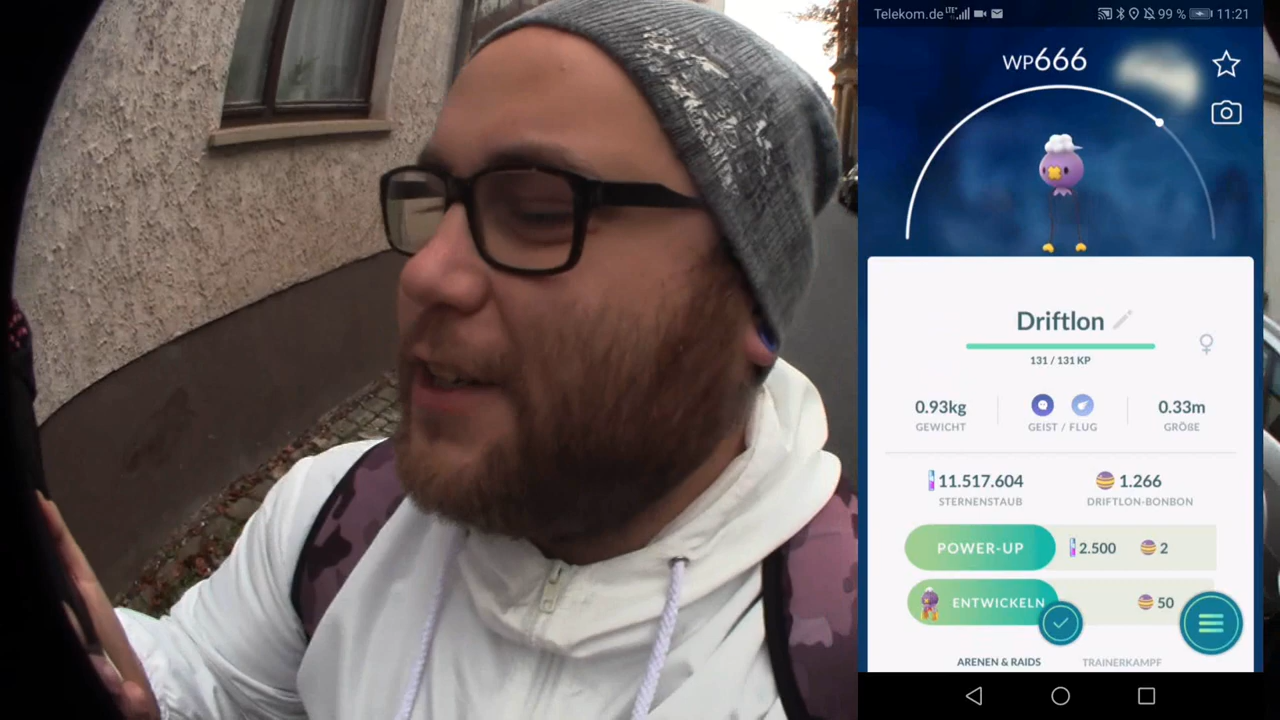 Telekom.de LTE 99 % 11:21
WP666
Driftlon
131 / 131 KP
0.93kg
GEWICHT
GEIST / FLUG
0.33m
GRÖẞE
11.517.604
STERNENSTAUB
1.266
DRIFTLON-BONBON
POWER-UP 2.500 2
ENTWICKELN 50
ARENEN & RAIDS TRAINERKAMPF